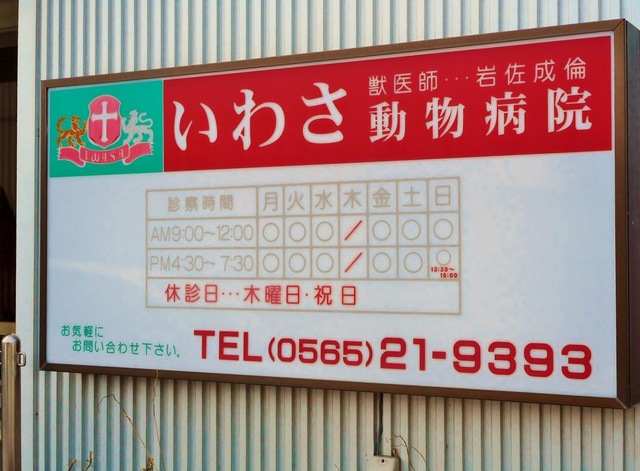 IWASA
いわさ
獣医師…岩佐成倫
動物病院
診察時間 月 火 水 木 金 土 日
AM9:00〜12:00 ○ ○ ○ / ○ ○ ○
PM4:30〜7:30 ○ ○ ○ / ○ ○ ○
13:30〜
16:00
休診日…木曜日・祝日
お気軽に
お問い合わせ下さい。
TEL(0565)21-9393